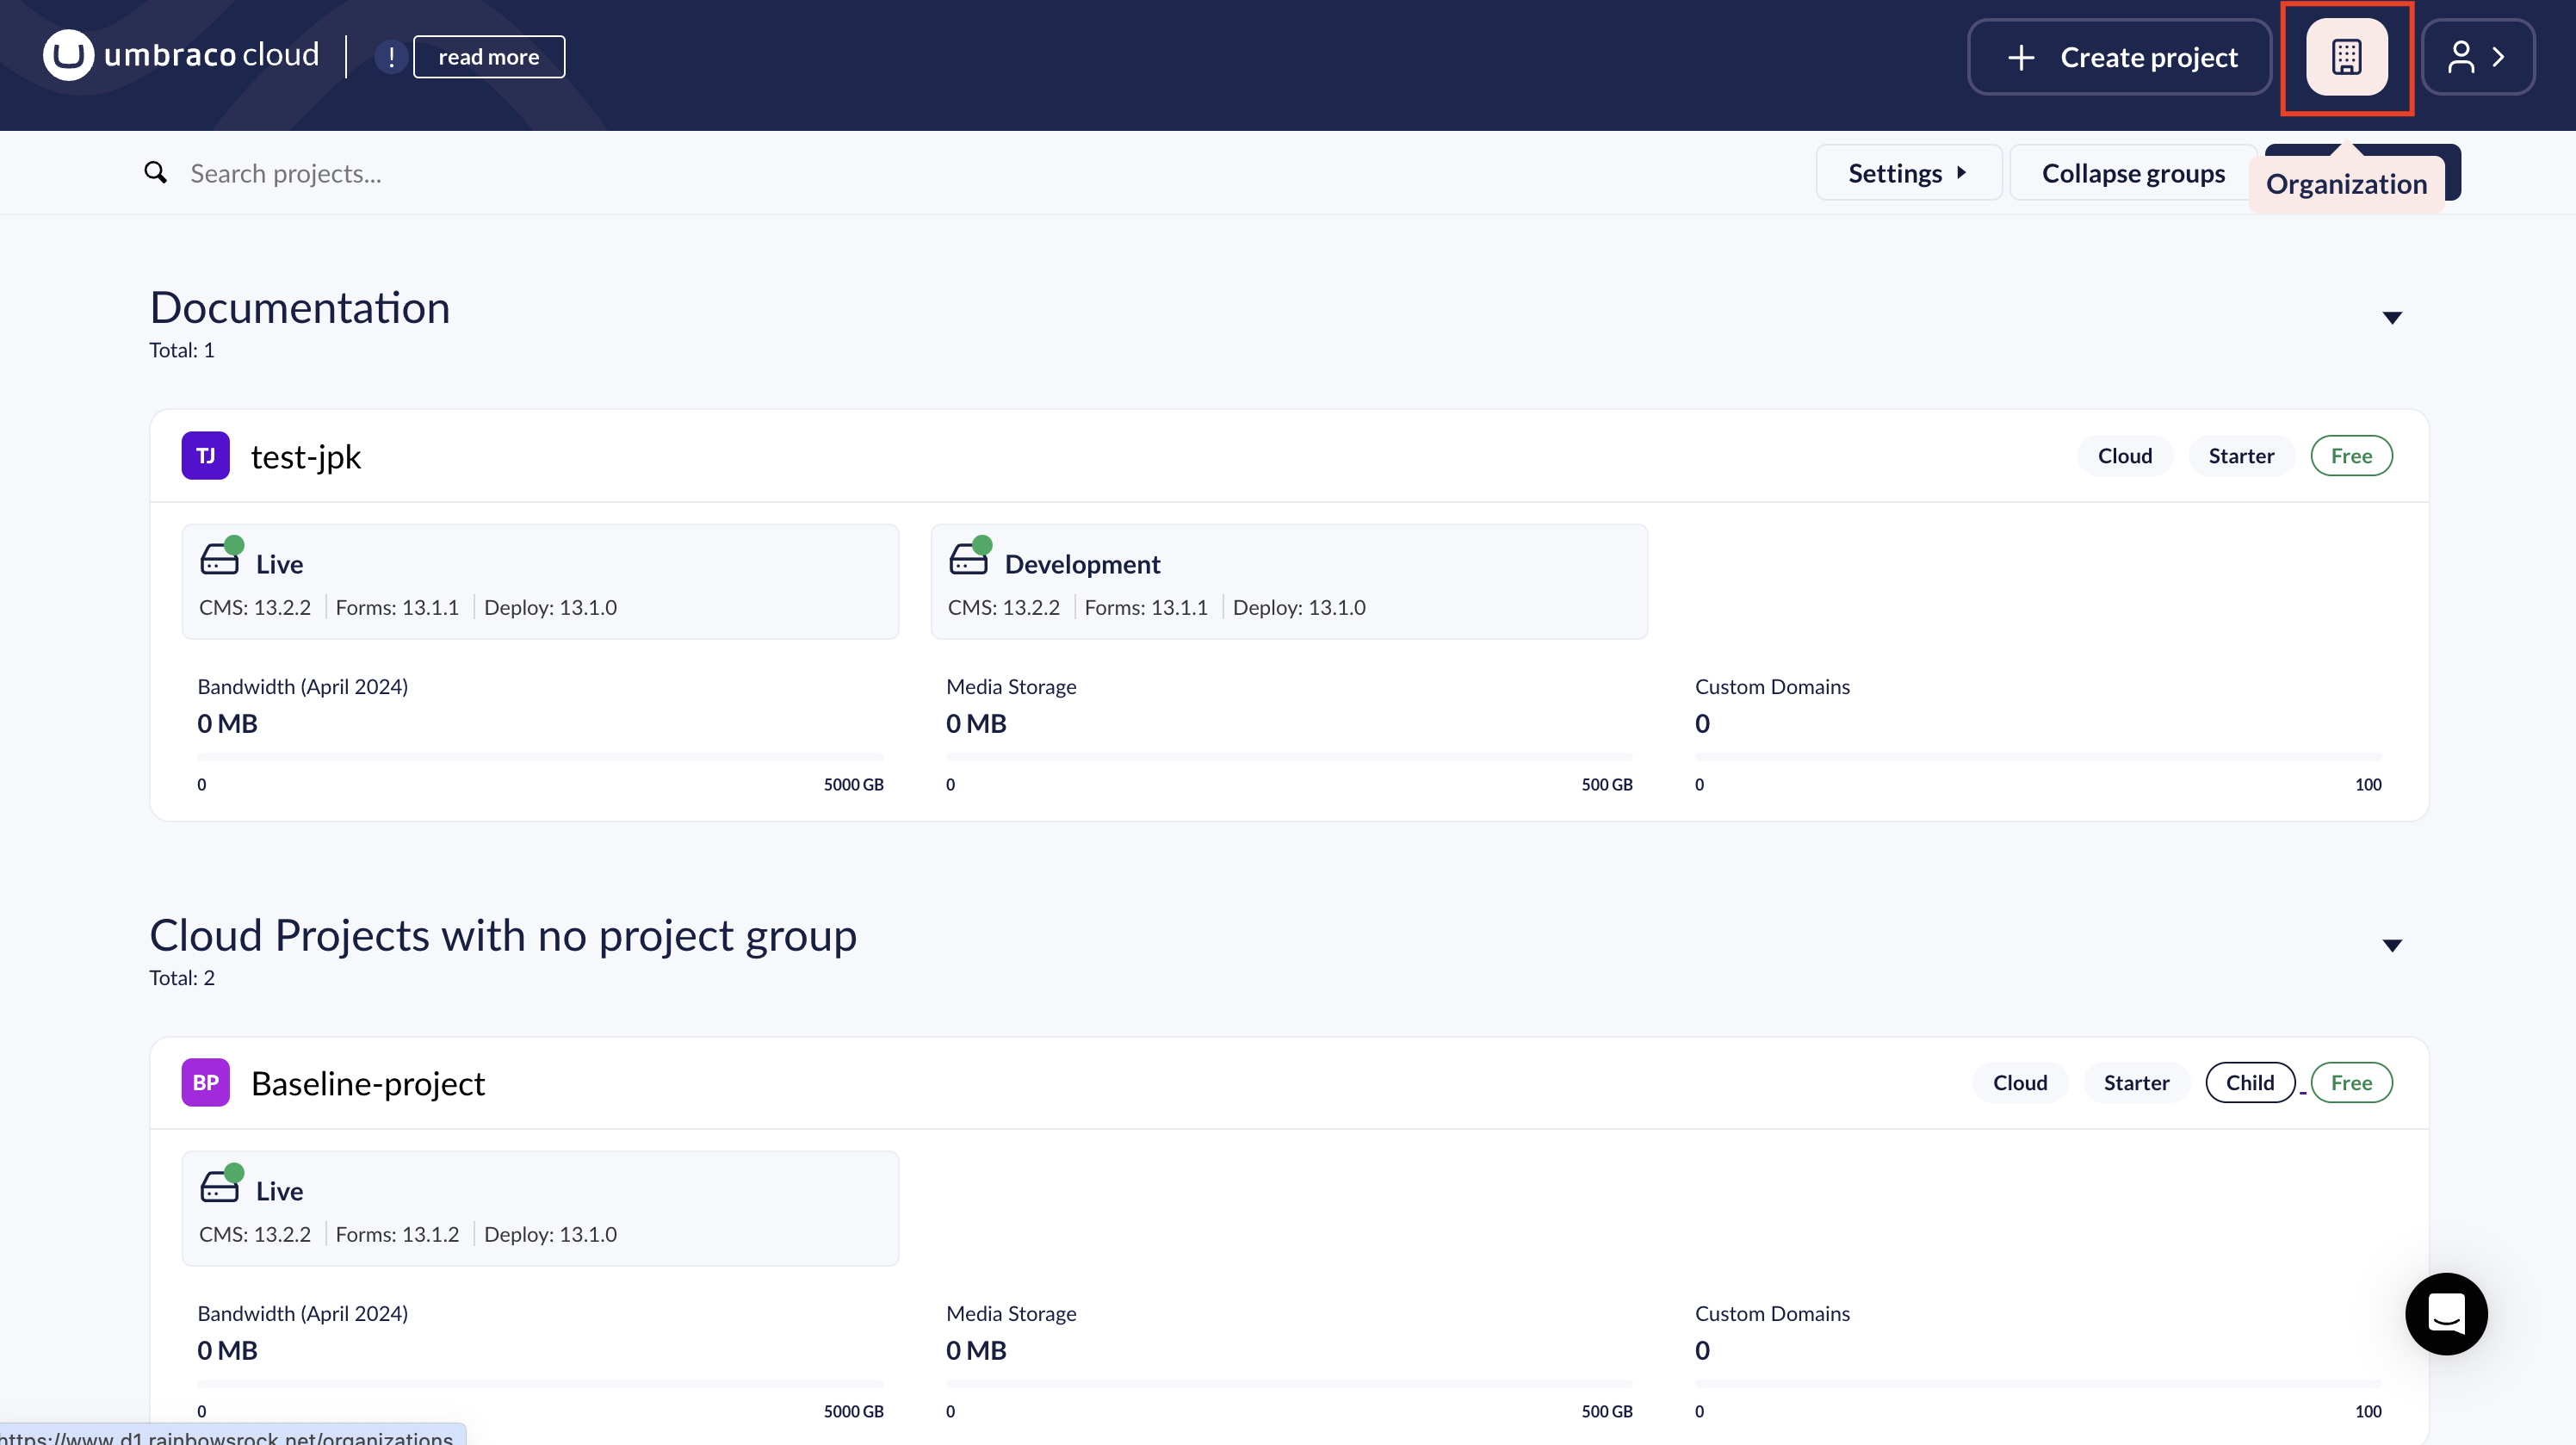 umbraco cloud
!
read more
Create project
Search projects...
Settings
Collapse groups
Organization
Documentation
Total: 1
TJ
test-jpk
Cloud
Starter
Free
Live
CMS: 13.2.2
Forms: 13.1.1
Deploy: 13.1.0
Development
CMS: 13.2.2
Forms: 13.1.1
Deploy: 13.1.0
Bandwidth (April 2024)
0 MB
0
5000 GB
Media Storage
0 MB
0
500 GB
Custom Domains
0
0
100
Cloud Projects with no project group
Total: 2
BP
Baseline-project
Cloud
Starter
Child
Free
Live
CMS: 13.2.2
Forms: 13.1.2
Deploy: 13.1.0
Bandwidth (April 2024)
0 MB
0
5000 GB
Media Storage
0 MB
0
500 GB
Custom Domains
0
0
100
https://www.d1.rainbowsrock.net/organizations